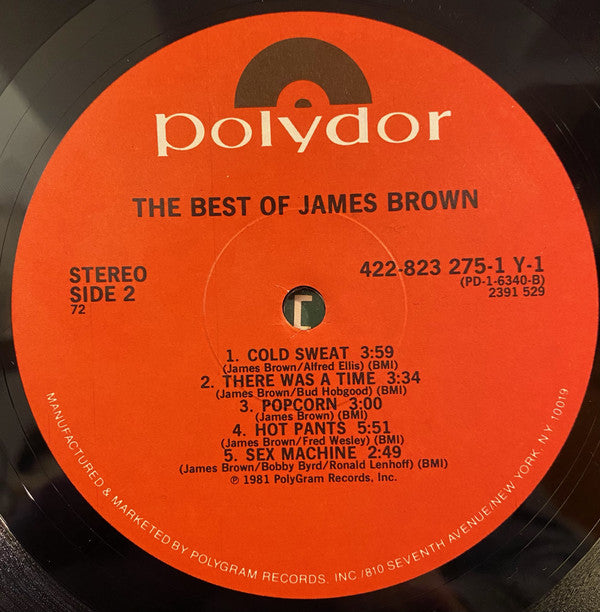 polydor
THE BEST OF JAMES BROWN
STEREO
SIDE 2
72
422-823 275-1 Y-1
(PD-1-6340-B)
2391 529
1. COLD SWEAT 3:59
(James Brown/Alfred Ellis) (BMI)
2. THERE WAS A TIME 3:34
(James Brown/Bud Hobgood) (BMI)
3. POPCORN 3:00
(James Brown) (BMI)
4. HOT PANTS 5:51
(James Brown/Fred Wesley) (BMI)
5. SEX MACHINE 2:49
(James Brown/Bobby Byrd/Ronald Lenhoff) (BMI)
℗ 1981 PolyGram Records, Inc.
MANUFACTURED & MARKETED BY POLYGRAM RECORDS, INC /810 SEVENTH AVENUE/NEW YORK, N.Y. 10019